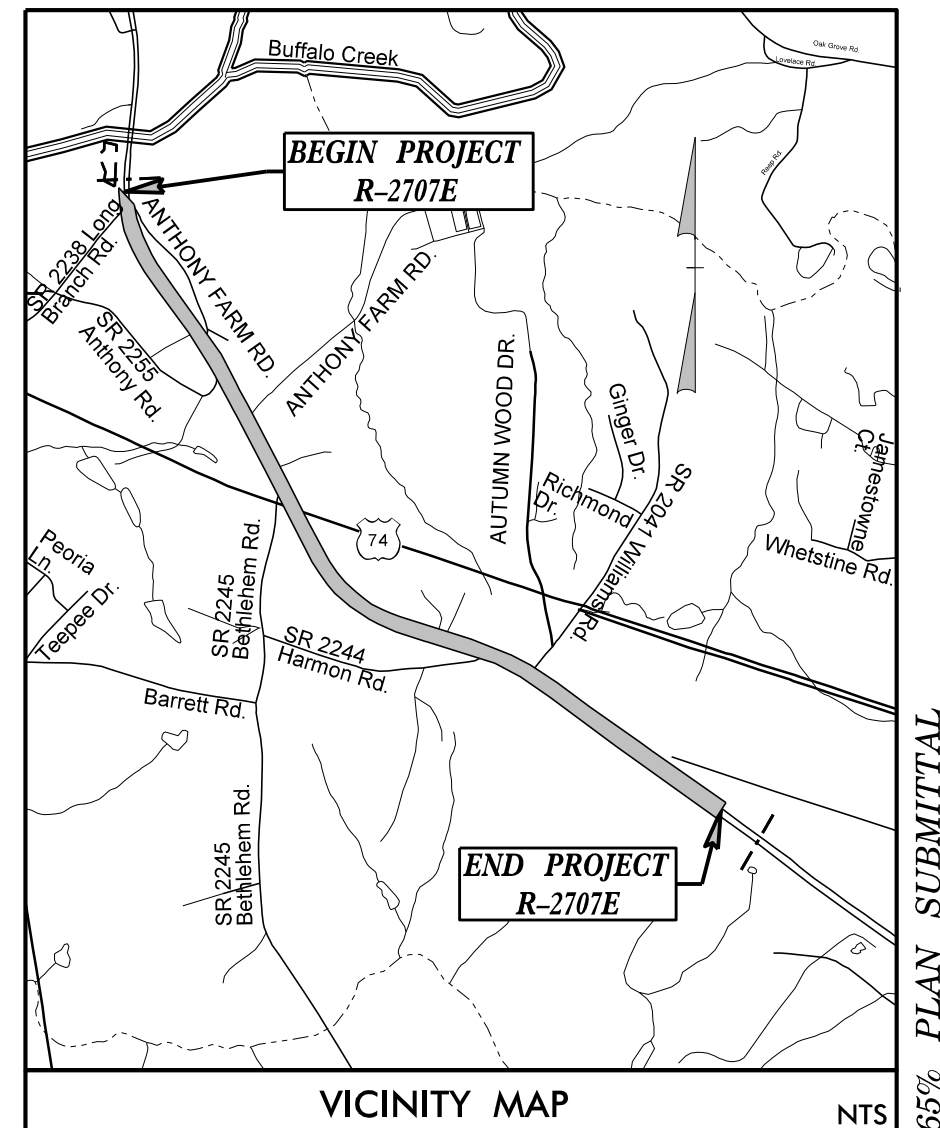 Oak Grove Rd.
Lovelace Rd.
Buffalo Creek
BEGIN PROJECT
R-2707E
Reep Rd.
SR 2238 Long
Branch Rd.
ANTHONY FARM RD.
ANTHONY FARM RD.
SR 2255
Anthony Rd.
AUTUMN WOOD DR.
Ginger Dr.
Richmond
Dr.
SR 2041 Williams Rd.
Jamestowne
Ct.
Whetstine Rd.
74
Peoria
Ln.
Teepee Dr.
SR 2245
Bethlehem Rd.
SR 2244
Harmon Rd.
Barrett Rd.
SR 2245
Bethlehem Rd.
END PROJECT
R-2707E
VICINITY MAP
NTS
65% PLAN SUBMITTAL